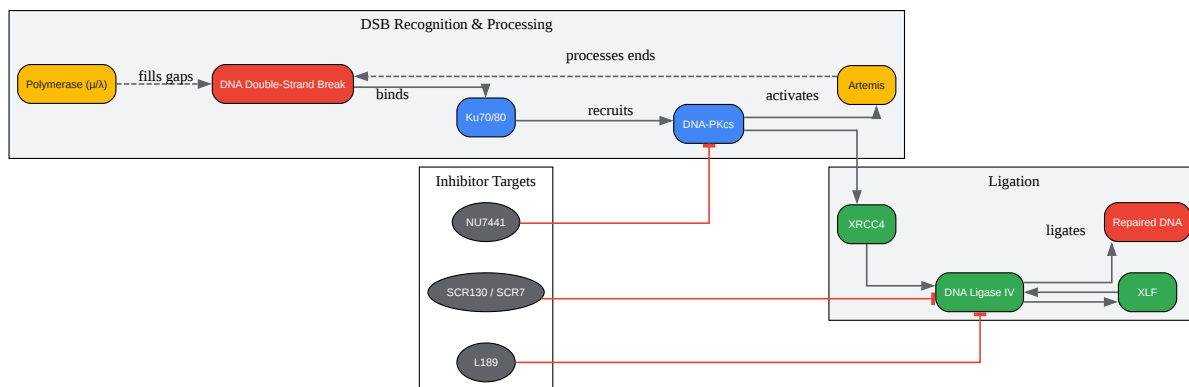 DSB Recognition & Processing
processes ends
Polymerase (μ/λ)
fills gaps
DNA Double-Strand Break
Artemis
binds
activates
Ku70/80
recruits
DNA-PKcs
Inhibitor Targets
Ligation
NU7441
XRCC4
Repaired DNA
ligates
SCR130 / SCR7
DNA Ligase IV
XLF
L189